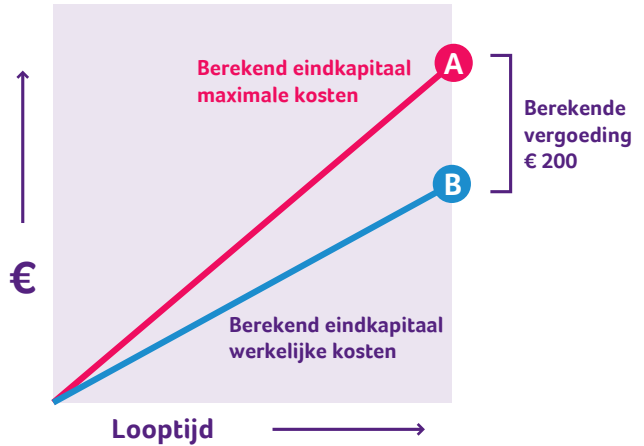 A
Berekend eindkapitaal
maximale kosten
Berekende
vergoeding
€ 200
B
€
Berekend eindkapitaal
werkelijke kosten
Looptijd